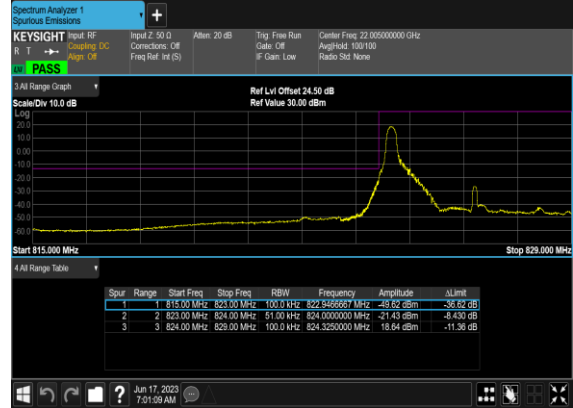 Spectrum Analyzer 1
Spurious Emissions
+
KEYSIGHT Input: RF Input Z: 50 Ω Atten: 20 dB Trig: Free Run Center Freq: 22.005000000 GHz
R T Coupling: DC Corrections: Off Gate: Off Avg|Hold: 100/100
Align: Off Freq Ref: Int (S) IF Gain: Low Radio Std: None
PASS
3 All Range Graph
Ref Lvl Offset 24.50 dB
Scale/Div 10.0 dB Ref Value 30.00 dBm
Log
20.0
10.0
0.00
-10.0
-20.0
-30.0
-40.0
-50.0
-60.0
Start 815.000 MHz Stop 829.000 MHz
4 All Range Table
Spur Range Start Freq Stop Freq RBW Frequency Amplitude ΔLimit
1 1 815.00 MHz 823.00 MHz 100.0 kHz 822.9466667 MHz -49.62 dBm -36.62 dB
2 2 823.00 MHz 824.00 MHz 51.00 kHz 824.0000000 MHz -21.43 dBm -8.430 dB
3 3 824.00 MHz 829.00 MHz 100.0 kHz 824.3250000 MHz 18.64 dBm -11.36 dB
?
Jun 17, 2023
7:01:09 AM